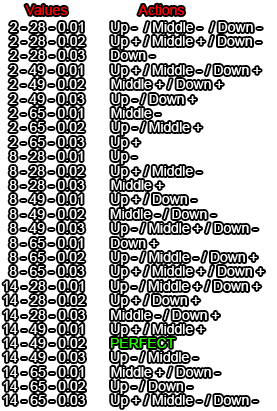 Values Actions
2 - 28 - 0.01 Up - / Middle - / Down -
2 - 28 - 0.02 Up + / Middle + / Down -
2 - 28 - 0.03 Down -
2 - 49 - 0.01 Up + / Middle - / Down +
2 - 49 - 0.02 Middle + / Down +
2 - 49 - 0.03 Up - / Down +
2 - 65 - 0.01 Middle -
2 - 65 - 0.02 Up - / Middle +
2 - 65 - 0.03 Up +
8 - 28 - 0.01 Up -
8 - 28 - 0.02 Up + / Middle -
8 - 28 - 0.03 Middle +
8 - 49 - 0.01 Up + / Down -
8 - 49 - 0.02 Middle - / Down -
8 - 49 - 0.03 Up - / Middle + / Down -
8 - 65 - 0.01 Down +
8 - 65 - 0.02 Up - / Middle - / Down +
8 - 65 - 0.03 Up + / Middle + / Down +
14 - 28 - 0.01 Up - / Middle + / Down +
14 - 28 - 0.02 Up + / Down +
14 - 28 - 0.03 Middle - / Down +
14 - 49 - 0.01 Up + / Middle +
14 - 49 - 0.02 PERFECT
14 - 49 - 0.03 Up - / Middle -
14 - 65 - 0.01 Middle + / Down -
14 - 65 - 0.02 Up - / Down -
14 - 65 - 0.03 Up + / Middle - / Down -